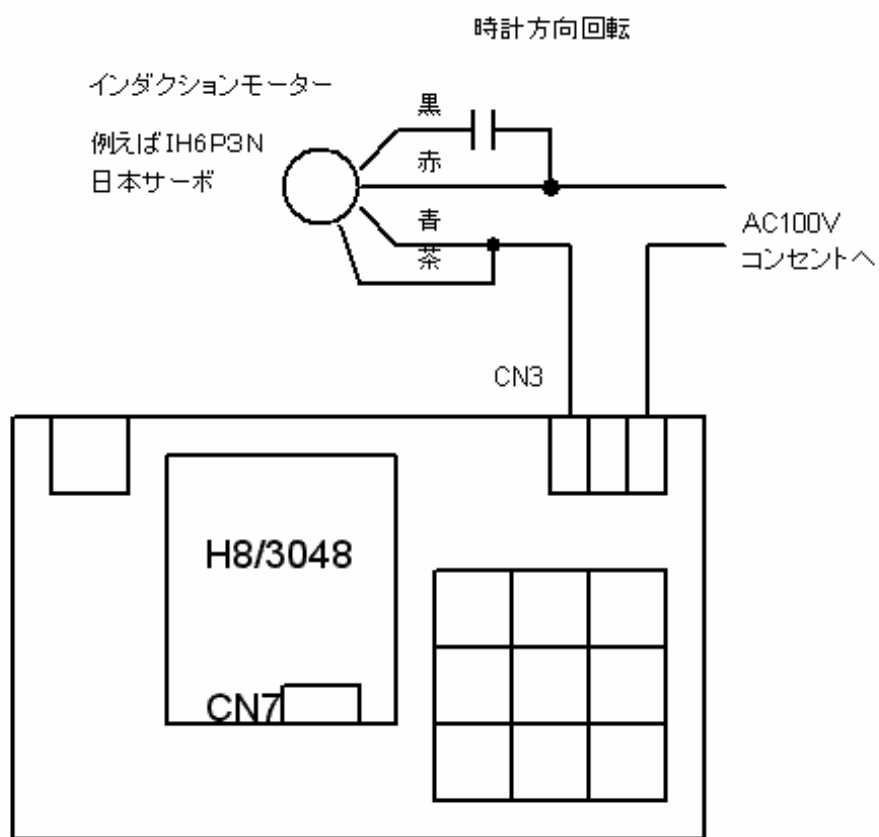 時計方向回転
インダクションモーター
例えばIH6P3N
日本サーボ
黒
赤
青
茶
AC100V
コンセントへ
CN3
H8/3048
CN7